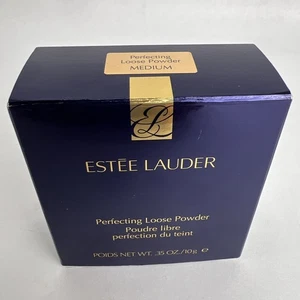 Perfecting
Loose Powder
MEDIUM
EL
ESTĒE LAUDER
Perfecting Loose Powder
Poudre libre
perfection du teint
POIDS NET WT. .35 OZ./10g ℮